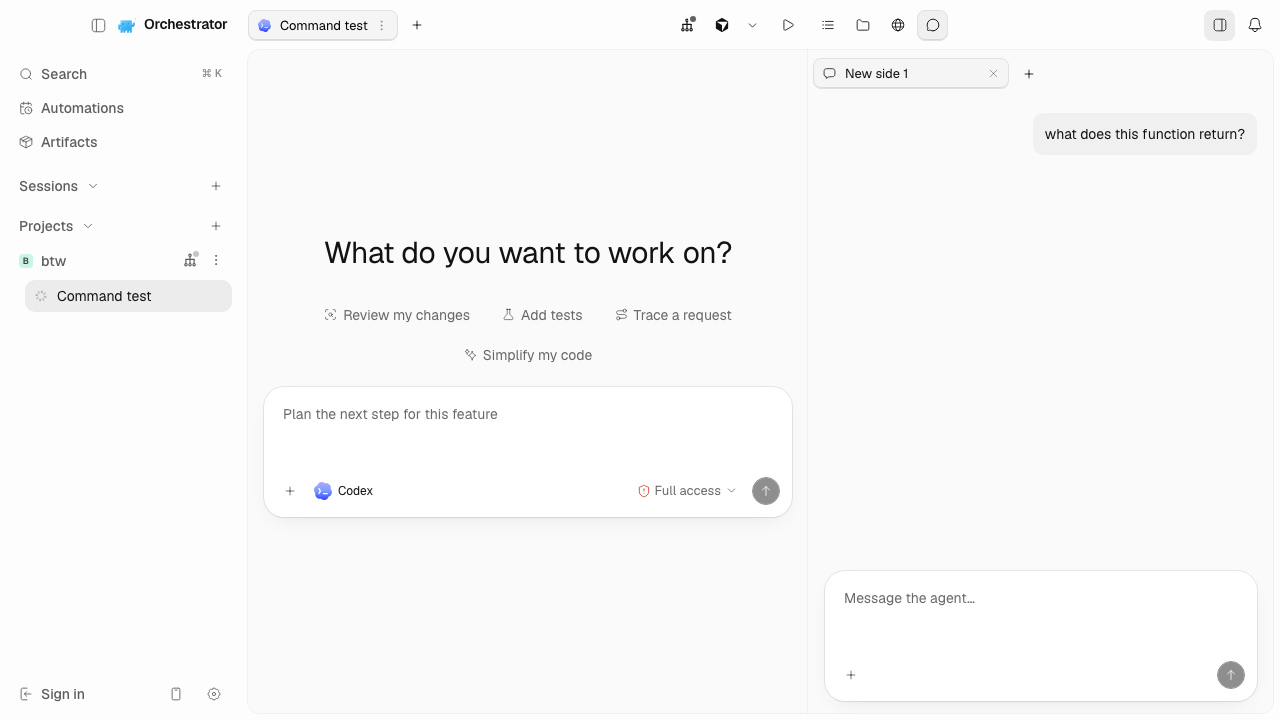 Orchestrator
Command test
Search
⌘ K
Automations
Artifacts
Sessions
Projects
B btw
Command test
Sign in
What do you want to work on?
Review my changes
Add tests
Trace a request
Simplify my code
Plan the next step for this feature
Codex
Full access
New side 1
what does this function return?
Message the agent…